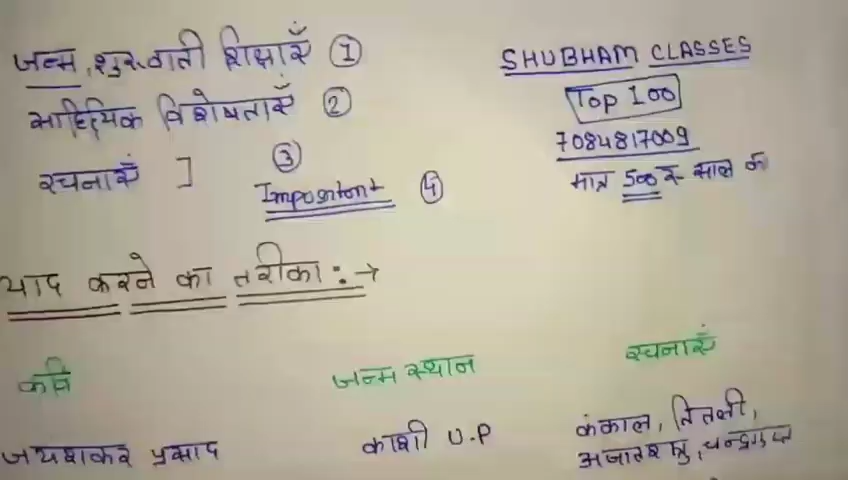 जन्म, शुरुवाती शिक्षाएँ ①
साहित्यिक विशेषताएँ ②
रचनाएँ ] ③
Important ④
SHUBHAM CLASSES
Top 100
7084817009
मात्र 500 रु साल का
याद करने का तरीका :→
कवि जन्म स्थान रचनाएँ
जयशंकर प्रसाद काशी U.P कंकाल, तितली,
अजातशत्रु, चन्द्रगुप्त